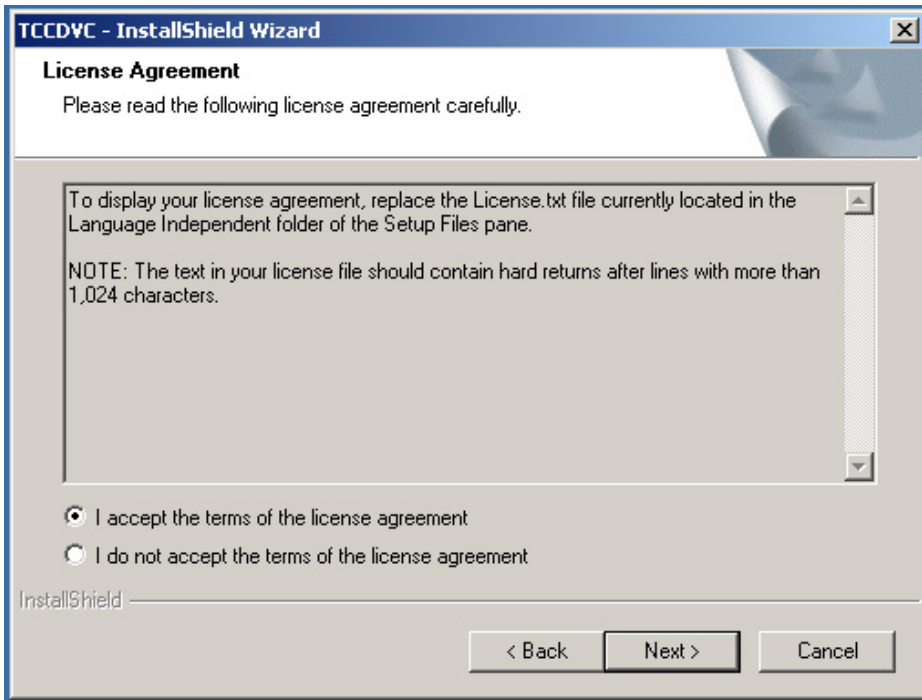 TCCDVC - InstallShield Wizard
License Agreement
Please read the following license agreement carefully.
To display your license agreement, replace the License.txt file currently located in the
Language Independent folder of the Setup Files pane.
NOTE: The text in your license file should contain hard returns after lines with more than
1,024 characters.
I accept the terms of the license agreement
I do not accept the terms of the license agreement
InstallShield
< Back
Next >
Cancel